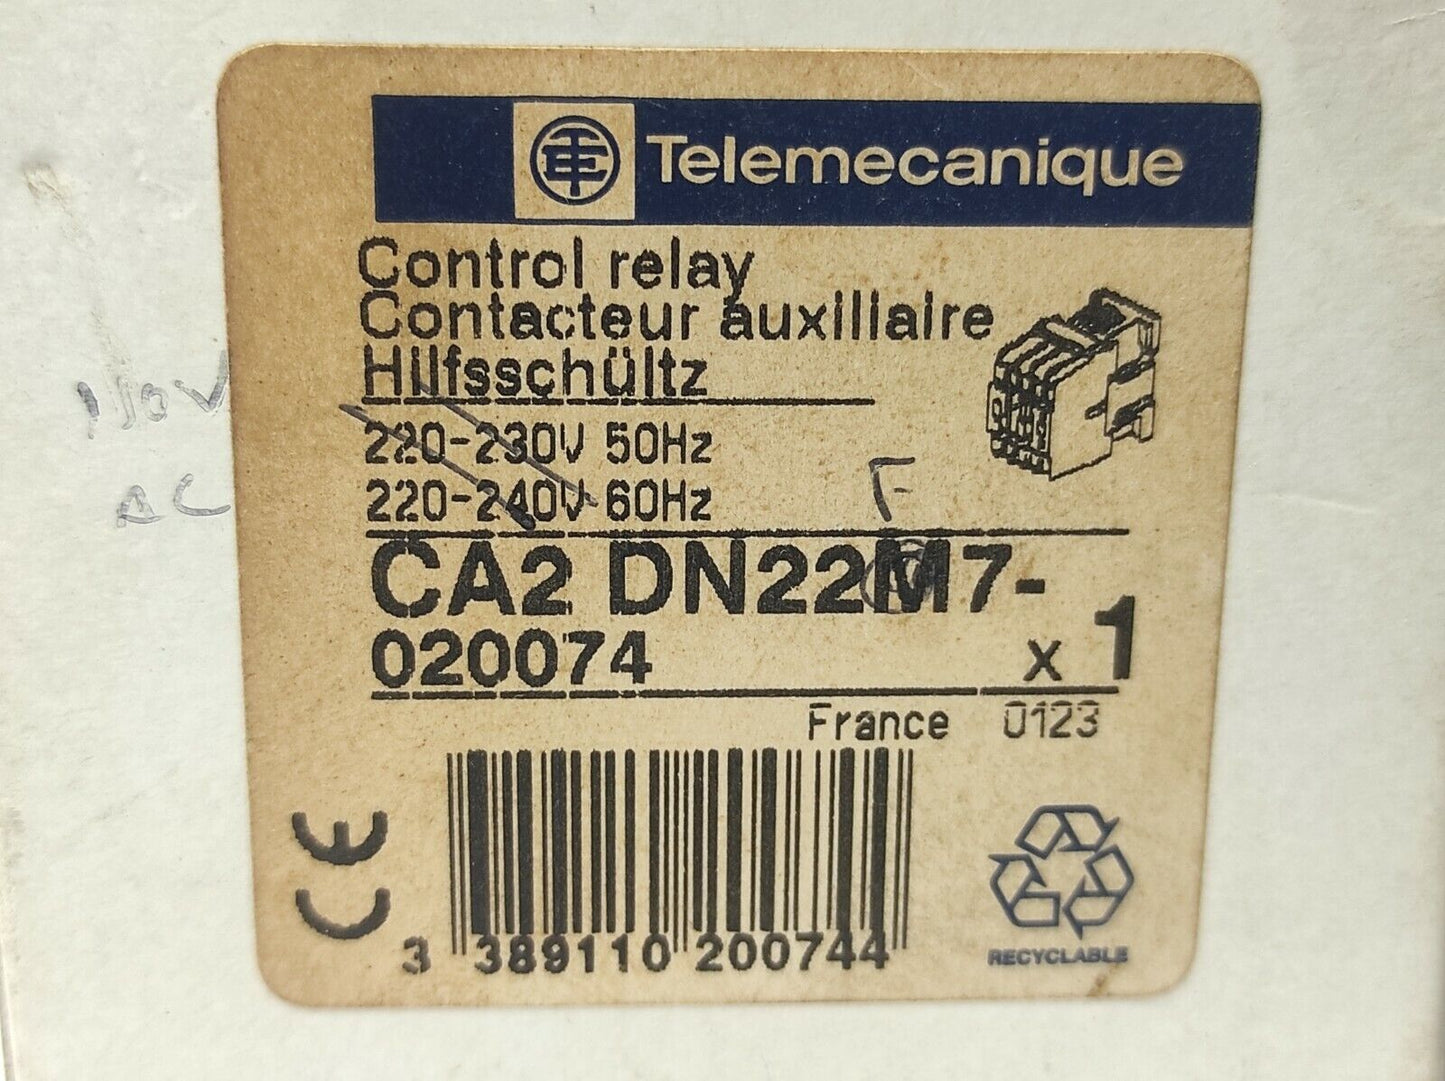 Telemecanique
Control relay
Contacteur auxiliaire
Hilfsschültz
220-230V 50Hz
220-240V 60Hz
F
CA2 DN22M7-
020074 x 1
France 0123
110V
AC
CE
3 389110 200744
RECYCLABLE